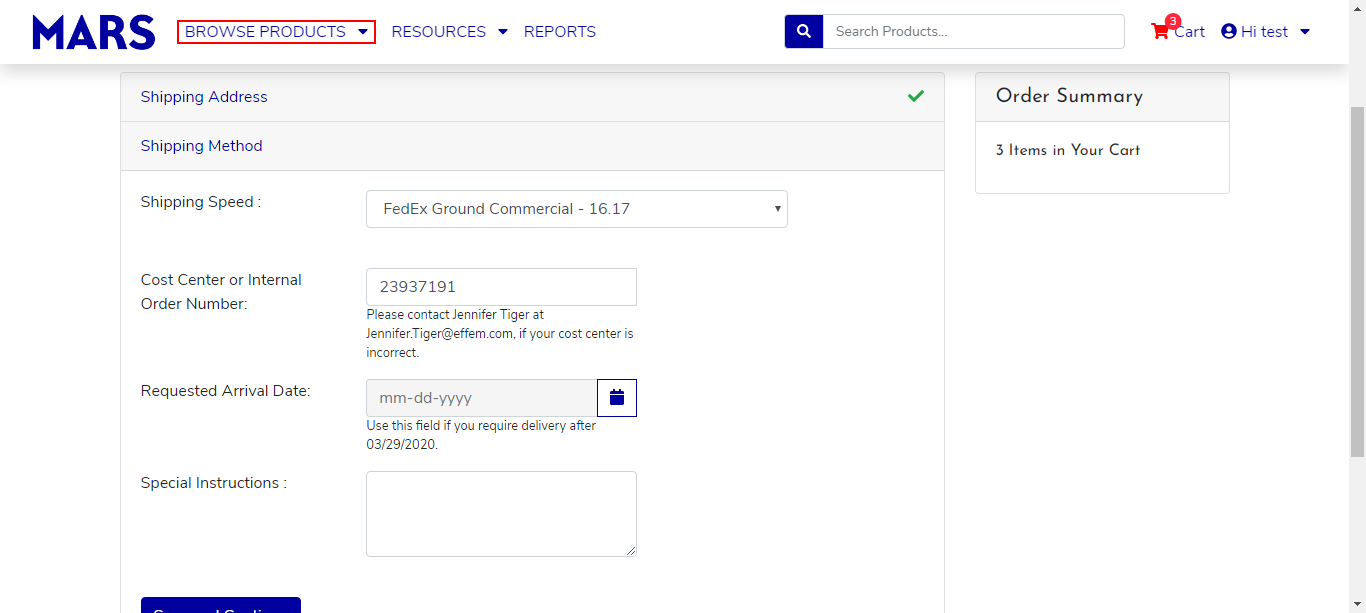 MARS
BROWSE PRODUCTS
RESOURCES
REPORTS
Search Products...
3
Cart
Hi test
Shipping Address
Order Summary
Shipping Method
3 Items in Your Cart
Shipping Speed :
FedEx Ground Commercial - 16.17
Cost Center or Internal
Order Number:
23937191
Please contact Jennifer Tiger at
Jennifer.Tiger@effem.com, if your cost center is
incorrect.
Requested Arrival Date:
mm-dd-yyyy
Use this field if you require delivery after
03/29/2020.
Special Instructions :